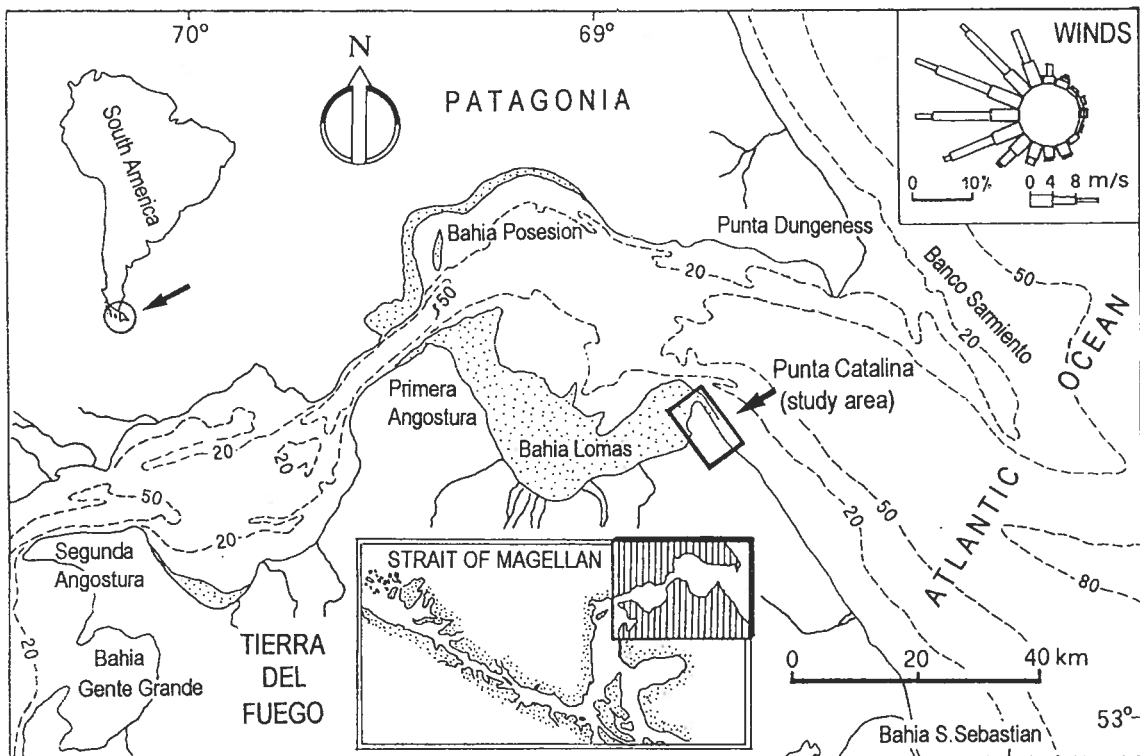 70°
69°
N
WINDS
0 10%
0 4 8 m/s
South America
PATAGONIA
Bahia Posesion
Punta Dungeness
50
20
50
Banco Sarmiento
20
OCEAN
Primera
Angostura
Punta Catalina
(study area)
Bahia Lomas
20
20
50
20
50
20
ATLANTIC
80
Segunda
Angostura
STRAIT OF MAGELLAN
20
Bahia
Gente Grande
TIERRA
DEL
FUEGO
0 20 40 km
53°
Bahia S.Sebastian